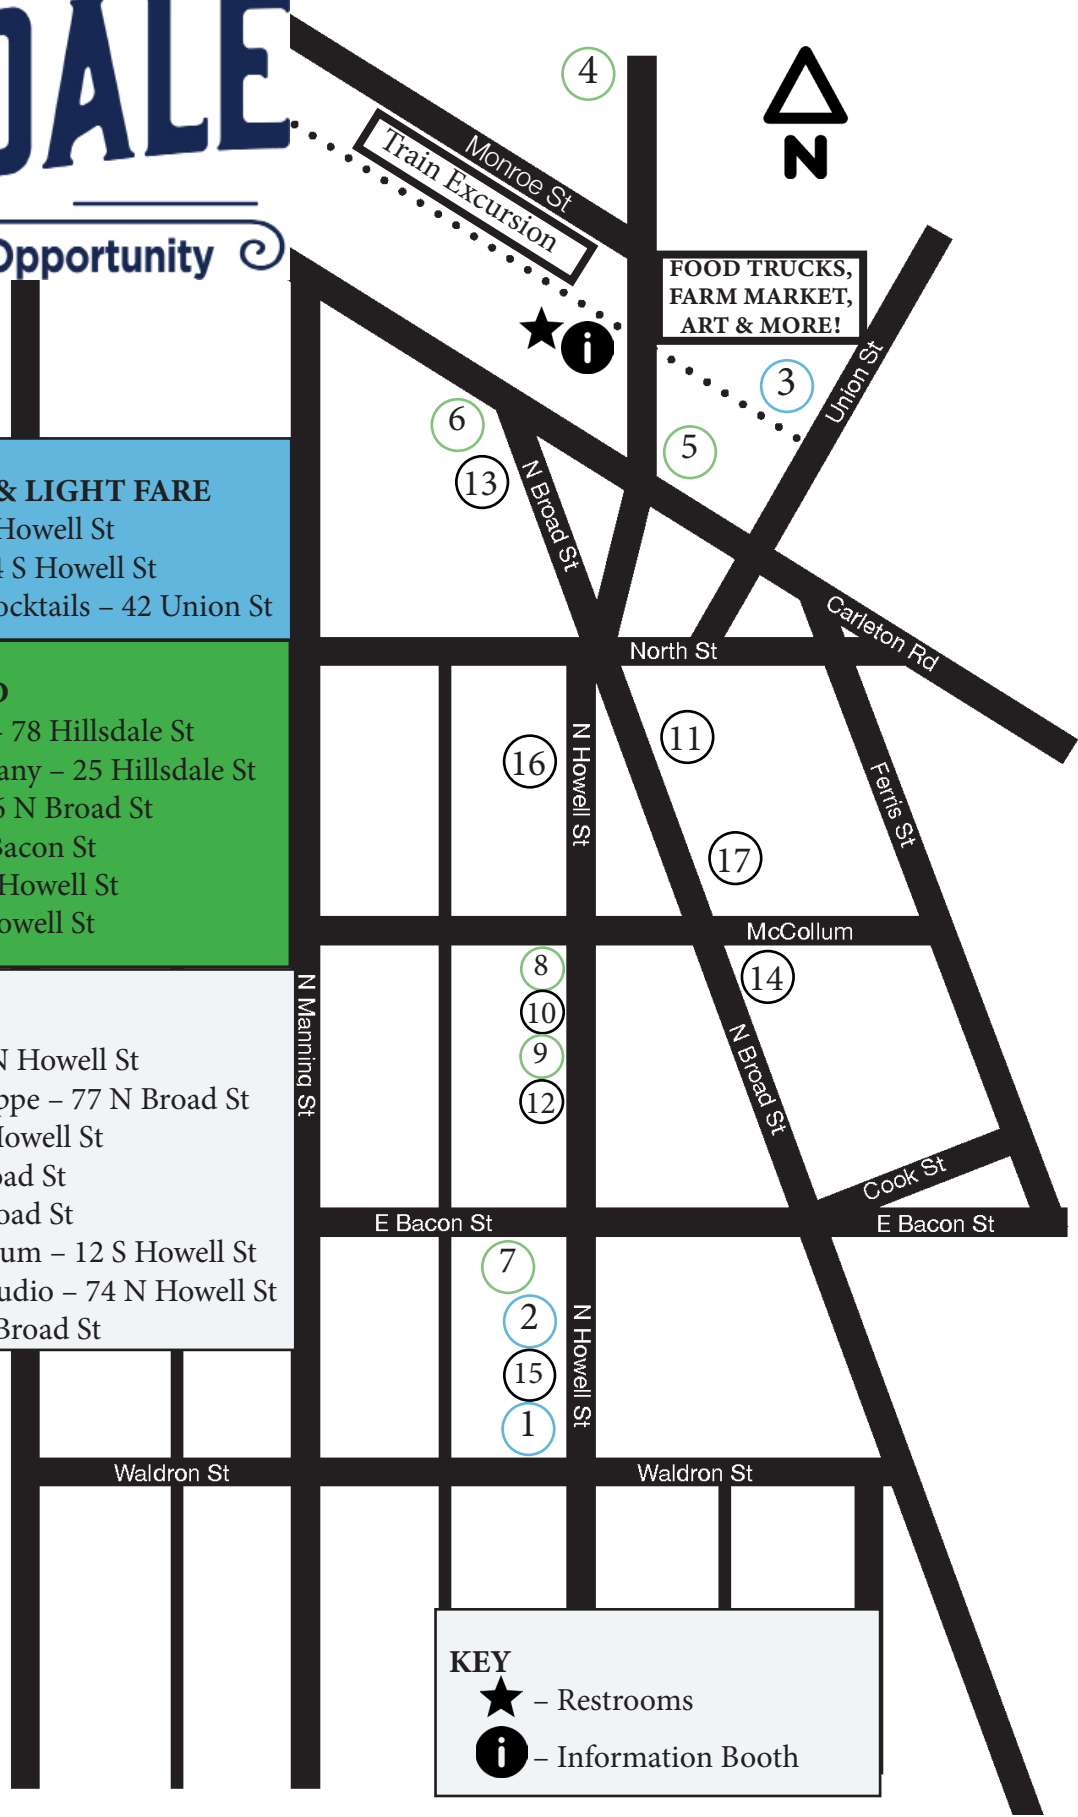 DALE
Opportunity
4
N
Monroe St
Train Excursion
FOOD TRUCKS,
FARM MARKET,
ART & MORE!
3
Union St
6
5
13
N Broad St
& LIGHT FARE
Howell St
4 S Howell St
ocktails – 42 Union St
Carleton Rd
North St
– 78 Hillsdale St
any – 25 Hillsdale St
6 N Broad St
Bacon St
Howell St
owell St
N Howell St
16
11
Ferris St
17
McCollum
N Manning St
8
10
9
12
14
N Broad St
Cook St
E Bacon St
E Bacon St
N Howell St
ppe – 77 N Broad St
Howell St
oad St
oad St
um – 12 S Howell St
udio – 74 N Howell St
Broad St
7
2
15
1
N Howell St
Waldron St
Waldron St
KEY
– Restrooms
i – Information Booth